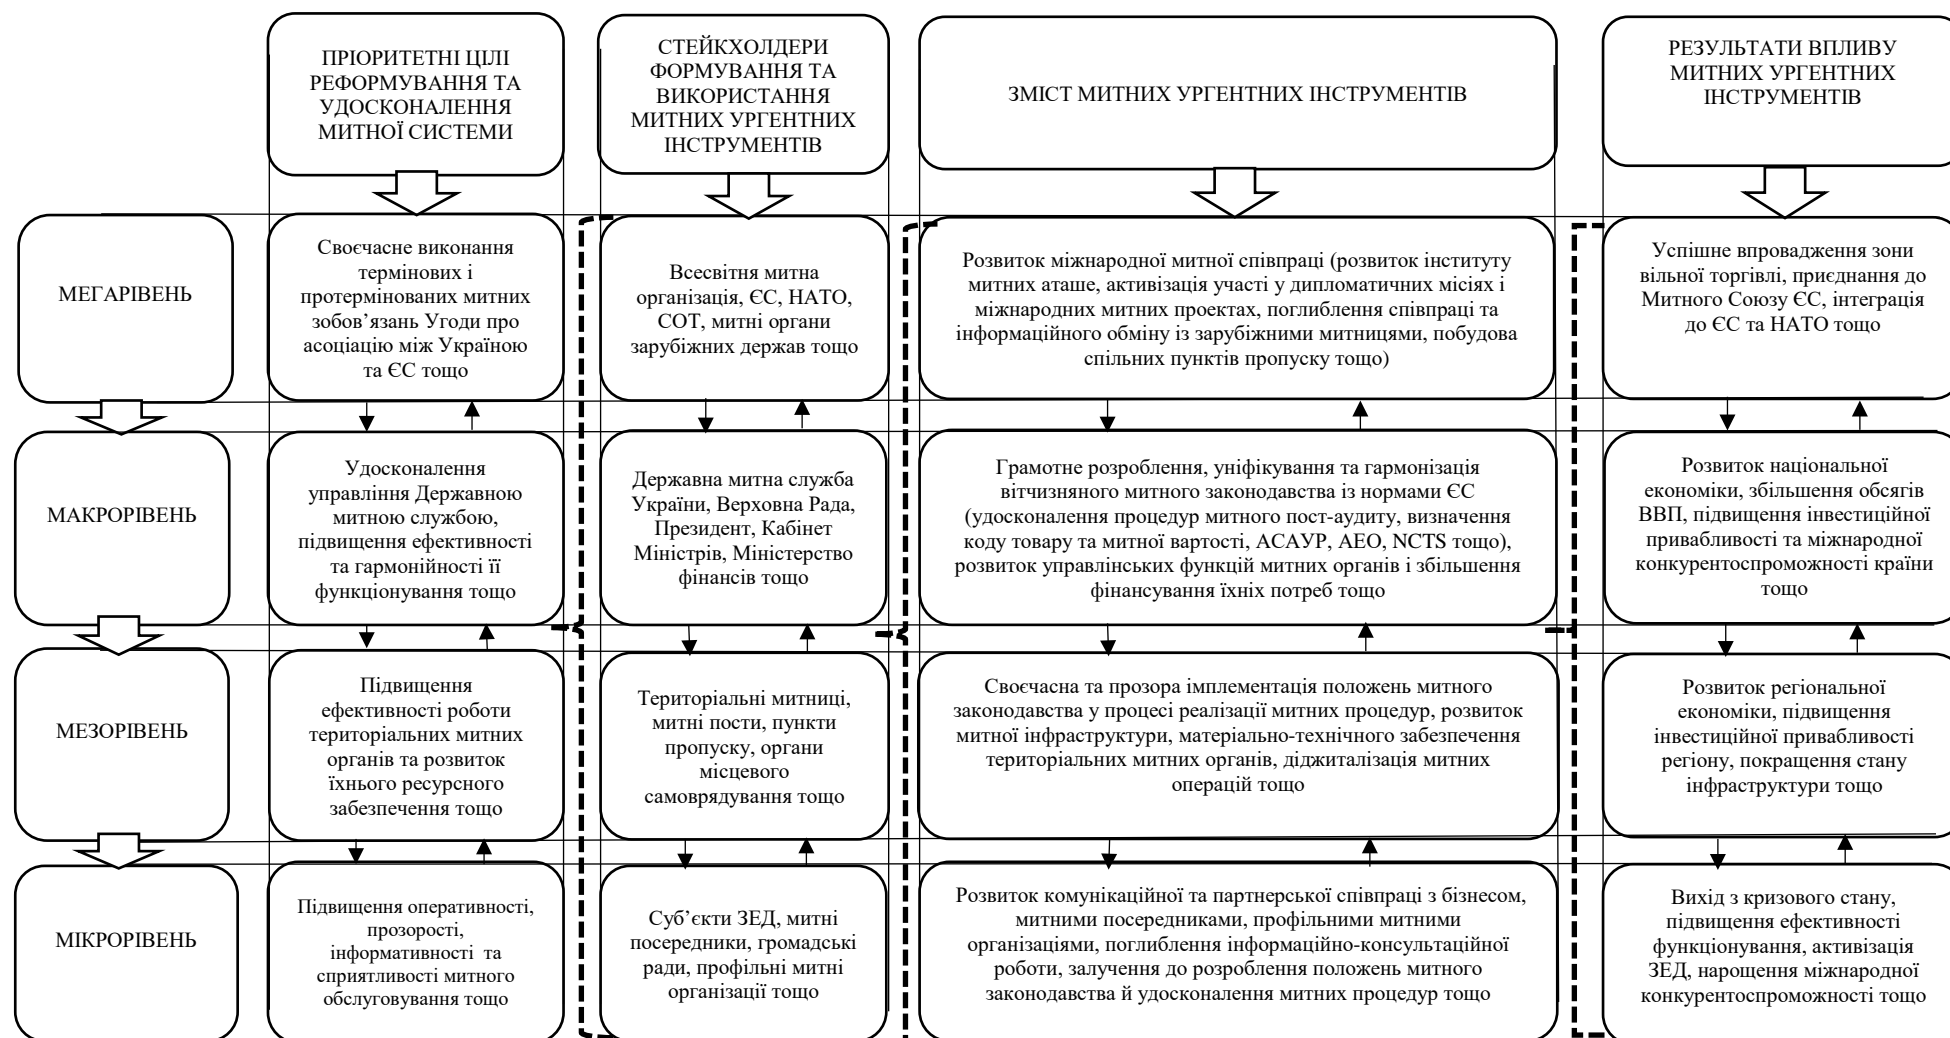 ПРІОРИТЕТНІ ЦІЛІ
РЕФОРМУВАННЯ ТА
УДОСКОНАЛЕННЯ
МИТНОЇ СИСТЕМИ
СТЕЙКХОЛДЕРИ
ФОРМУВАННЯ ТА
ВИКОРИСТАННЯ
МИТНИХ УРГЕНТНИХ
ІНСТРУМЕНТІВ
ЗМІСТ МИТНИХ УРГЕНТНИХ ІНСТРУМЕНТІВ
РЕЗУЛЬТАТИ ВПЛИВУ
МИТНИХ УРГЕНТНИХ
ІНСТРУМЕНТІВ
МЕГАРІВЕНЬ
Своєчасне виконання
термінових і
протермінованих митних
зобов’язань Угоди про
асоціацію між Україною
та ЄС тощо
Всесвітня митна
організація, ЄС, НАТО,
СОТ, митні органи
зарубіжних держав тощо
Розвиток міжнародної митної співпраці (розвиток інституту
митних аташе, активізація участі у дипломатичних місіях і
міжнародних митних проектах, поглиблення співпраці та
інформаційного обміну із зарубіжними митницями, побудова
спільних пунктів пропуску тощо)
Успішне впровадження зони
вільної торгівлі, приєднання до
Митного Союзу ЄС, інтеграція
до ЄС та НАТО тощо
МАКРОРІВЕНЬ
Удосконалення
управління Державною
митною службою,
підвищення ефективності
та гармонійності її
функціонування тощо
Державна митна служба
України, Верховна Рада,
Президент, Кабінет
Міністрів, Міністерство
фінансів тощо
Грамотне розроблення, уніфікування та гармонізація
вітчизняного митного законодавства із нормами ЄС
(удосконалення процедур митного пост-аудиту, визначення
коду товару та митної вартості, АСАУР, АЕО, NCTS тощо),
розвиток управлінських функцій митних органів і збільшення
фінансування їхніх потреб тощо
Розвиток національної
економіки, збільшення обсягів
ВВП, підвищення інвестиційної
привабливості та міжнародної
конкурентоспроможності країни
тощо
МЕЗОРІВЕНЬ
Підвищення
ефективності роботи
територіальних митних
органів та розвиток
їхнього ресурсного
забезпечення тощо
Територіальні митниці,
митні пости, пункти
пропуску, органи
місцевого
самоврядування тощо
Своєчасна та прозора імплементація положень митного
законодавства у процесі реалізації митних процедур, розвиток
митної інфраструктури, матеріально-технічного забезпечення
територіальних митних органів, діджиталізація митних
операцій тощо
Розвиток регіональної
економіки, підвищення
інвестиційної привабливості
регіону, покращення стану
інфраструктури тощо
МІКРОРІВЕНЬ
Підвищення оперативності,
прозорості,
інформативності та
сприятливості митного
обслуговування тощо
Суб’єкти ЗЕД, митні
посередники, громадські
ради, профільні митні
організації тощо
Розвиток комунікаційної та партнерської співпраці з бізнесом,
митними посередниками, профільними митними
організаціями, поглиблення інформаційно-консультаційної
роботи, залучення до розроблення положень митного
законодавства й удосконалення митних процедур тощо
Вихід з кризового стану,
підвищення ефективності
функціонування, активізація
ЗЕД, нарощення міжнародної
конкурентоспроможності тощо